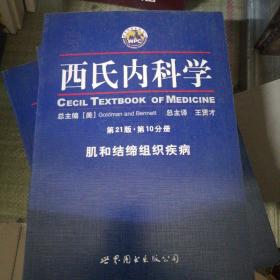 WPC
西氏内科学
CECIL TEXTBOOK OF MEDICINE
总主编 [美] Goldman and Bennett 总主译 王贤才
第21版·第10分册
肌和结缔组织疾病
世界图书出版公司